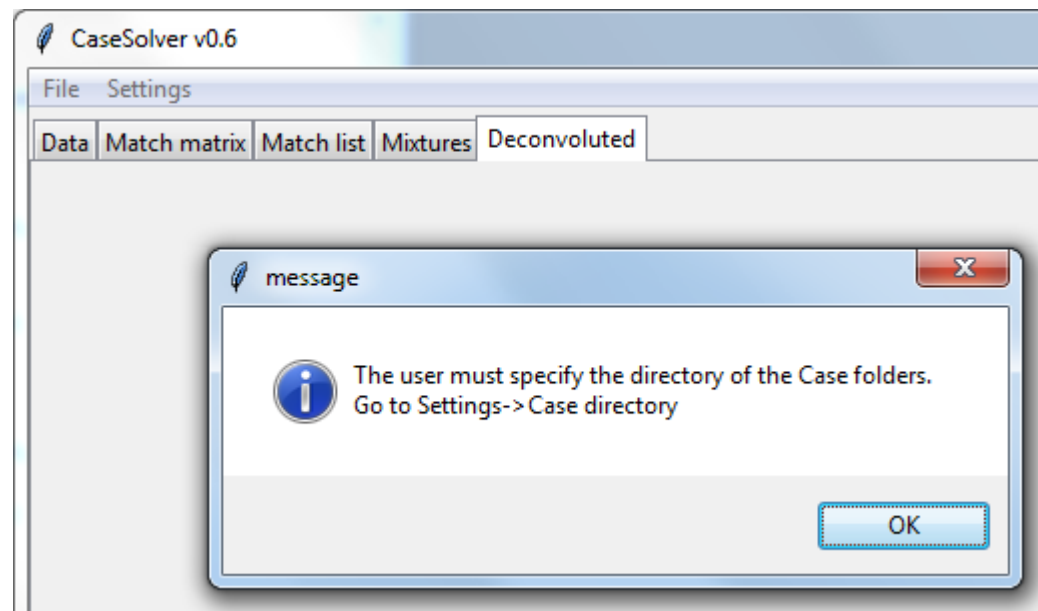 CaseSolver v0.6
File Settings
Data Match matrix Match list Mixtures Deconvoluted
message
The user must specify the directory of the Case folders.
Go to Settings->Case directory
OK